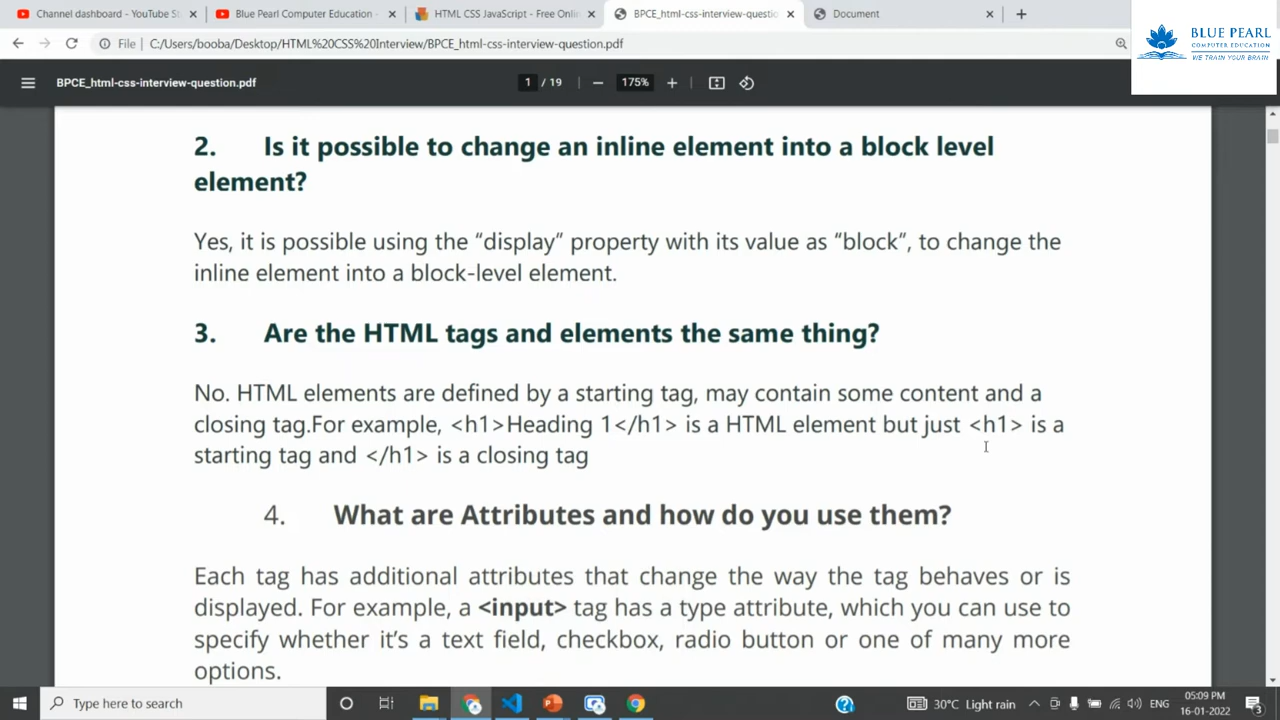 Channel dashboard - YouTube St
Blue Pearl Computer Education -
HTML CSS JavaScript - Free Onlin
BPCE_html-css-interview-questio
Document
File
C:/Users/booba/Desktop/HTML%20CSS%20Interview/BPCE_html-css-interview-question.pdf
BLUE PEARL
COMPUTER EDUCATION
WE TRAIN YOUR BRAIN
BPCE_html-css-interview-question.pdf
1 / 19
175%
2. Is it possible to change an inline element into a block level
element?
Yes, it is possible using the “display” property with its value as “block”, to change the
inline element into a block-level element.
3. Are the HTML tags and elements the same thing?
No. HTML elements are defined by a starting tag, may contain some content and a
closing tag.For example, <h1>Heading 1</h1> is a HTML element but just <h1> is a
starting tag and </h1> is a closing tag
4. What are Attributes and how do you use them?
Each tag has additional attributes that change the way the tag behaves or is
displayed. For example, a <input> tag has a type attribute, which you can use to
specify whether it’s a text field, checkbox, radio button or one of many more
options.
Type here to search
30°C Light rain
ENG
05:09 PM
16-01-2022
3